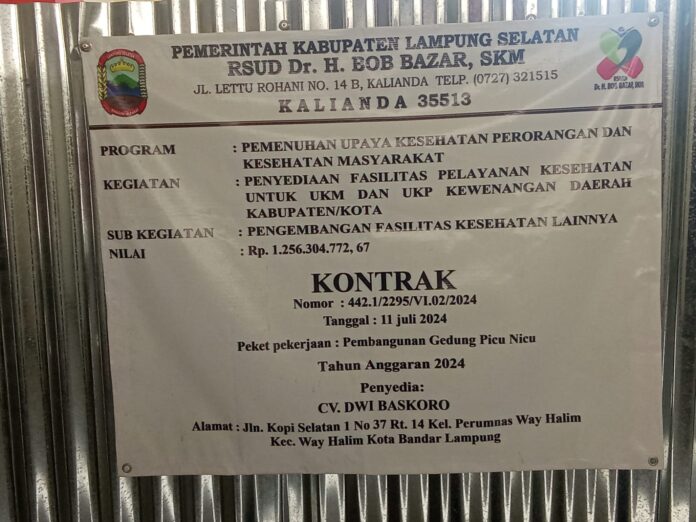 PEMERINTAH KABUPATEN LAMPUNG SELATAN
RSUD Dr. H. BOB BAZAR, SKM
JL. LETTU ROHANI NO. 14 B, KALIANDA TELP. (0727) 321515
KALIANDA 35513
RSUD
Dr. H. BOB BAZAR, SKM
PROGRAM : PEMENUHAN UPAYA KESEHATAN PERORANGAN DAN
KESEHATAN MASYARAKAT
KEGIATAN : PENYEDIAAN FASILITAS PELAYANAN KESEHATAN
UNTUK UKM DAN UKP KEWENANGAN DAERAH
KABUPATEN/KOTA
SUB KEGIATAN : PENGEMBANGAN FASILITAS KESEHATAN LAINNYA
NILAI : Rp. 1.256.304.772, 67
KONTRAK
Nomor : 442.1/2295/VI.02/2024
Tanggal : 11 juli 2024
Peket pekerjaan : Pembangunan Gedung Picu Nicu
Tahun Anggaran 2024
Penyedia:
CV. DWI BASKORO
Alamat : Jln. Kopi Selatan 1 No 37 Rt. 14 Kel. Perumnas Way Halim
Kec. Way Halim Kota Bandar Lampung